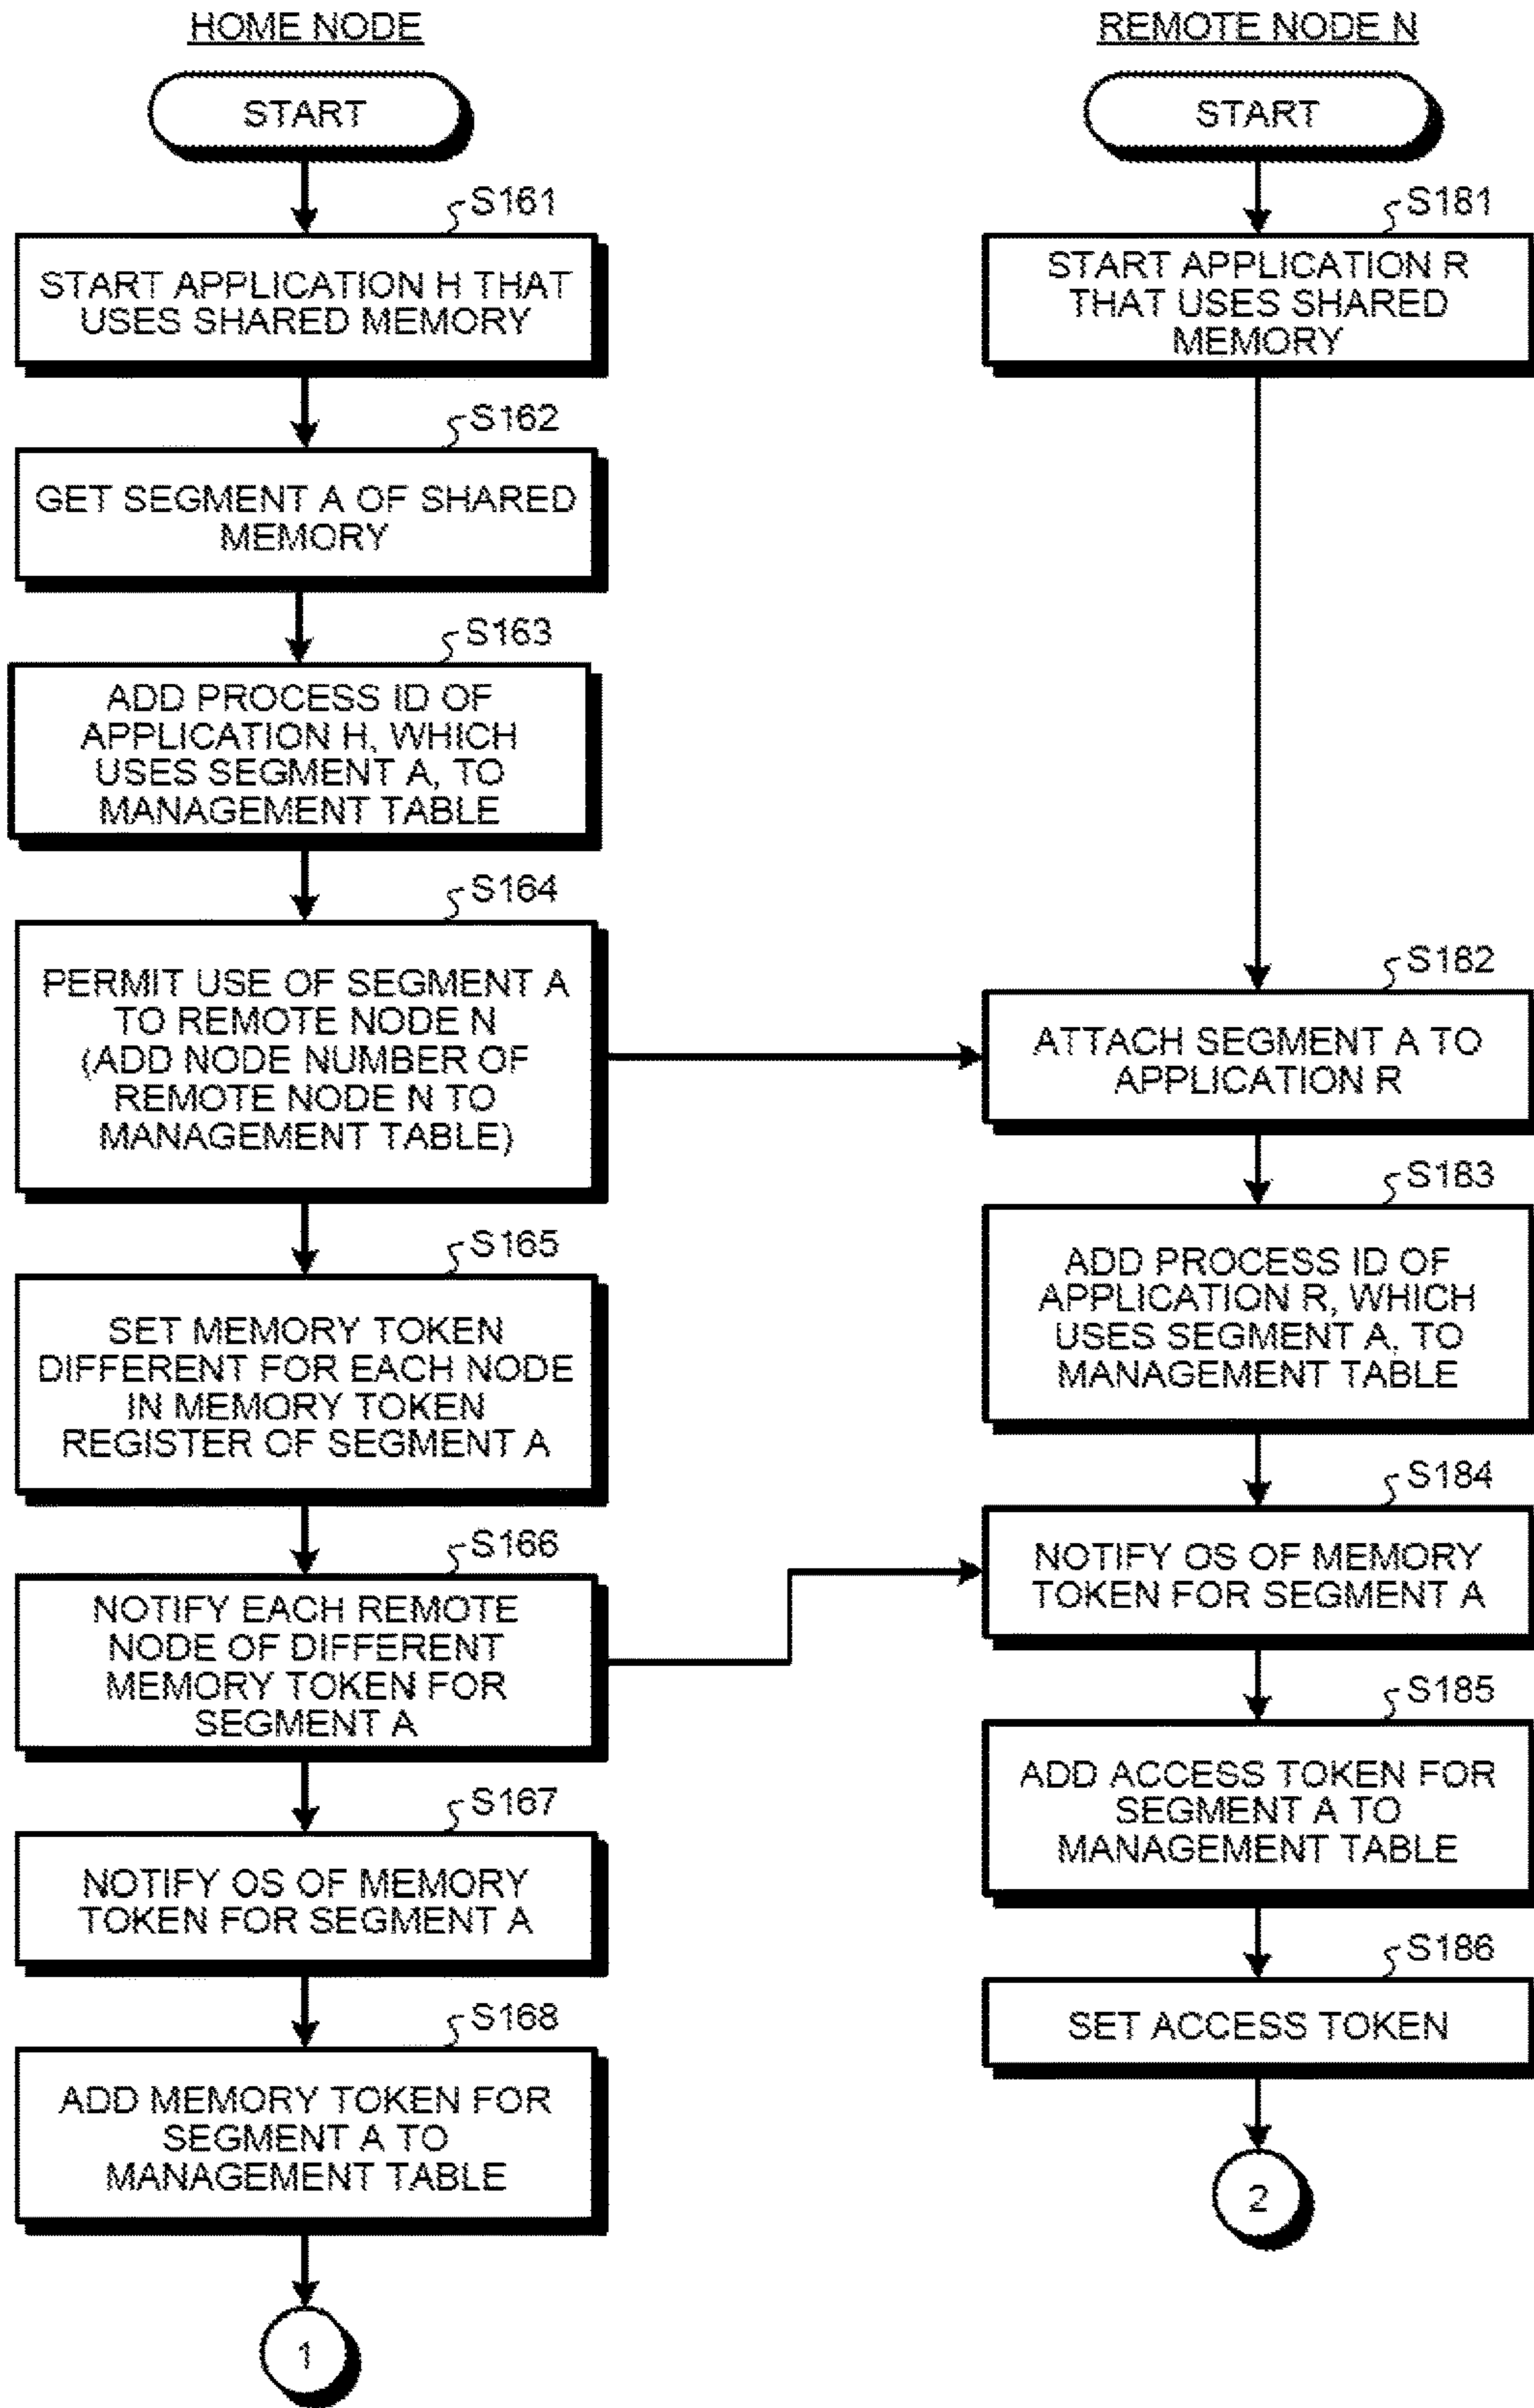 HOME NODE
START
S161
START APPLICATION H THAT
USES SHARED MEMORY
S162
GET SEGMENT A OF SHARED
MEMORY
S163
ADD PROCESS ID OF
APPLICATION H, WHICH
USES SEGMENT A, TO
MANAGEMENT TABLE
S164
PERMIT USE OF SEGMENT A
TO REMOTE NODE N
(ADD NODE NUMBER OF
REMOTE NODE N TO
MANAGEMENT TABLE)
S165
SET MEMORY TOKEN
DIFFERENT FOR EACH NODE
IN MEMORY TOKEN
REGISTER OF SEGMENT A
S166
NOTIFY EACH REMOTE
NODE OF DIFFERENT
MEMORY TOKEN FOR
SEGMENT A
S167
NOTIFY OS OF MEMORY
TOKEN FOR SEGMENT A
S168
ADD MEMORY TOKEN FOR
SEGMENT A TO
MANAGEMENT TABLE
1
REMOTE NODE N
START
S181
START APPLICATION R
THAT USES SHARED
MEMORY
S182
ATTACH SEGMENT A TO
APPLICATION R
S183
ADD PROCESS ID OF
APPLICATION R, WHICH
USES SEGMENT A, TO
MANAGEMENT TABLE
S184
NOTIFY OS OF MEMORY
TOKEN FOR SEGMENT A
S185
ADD ACCESS TOKEN FOR
SEGMENT A TO
MANAGEMENT TABLE
S186
SET ACCESS TOKEN
2